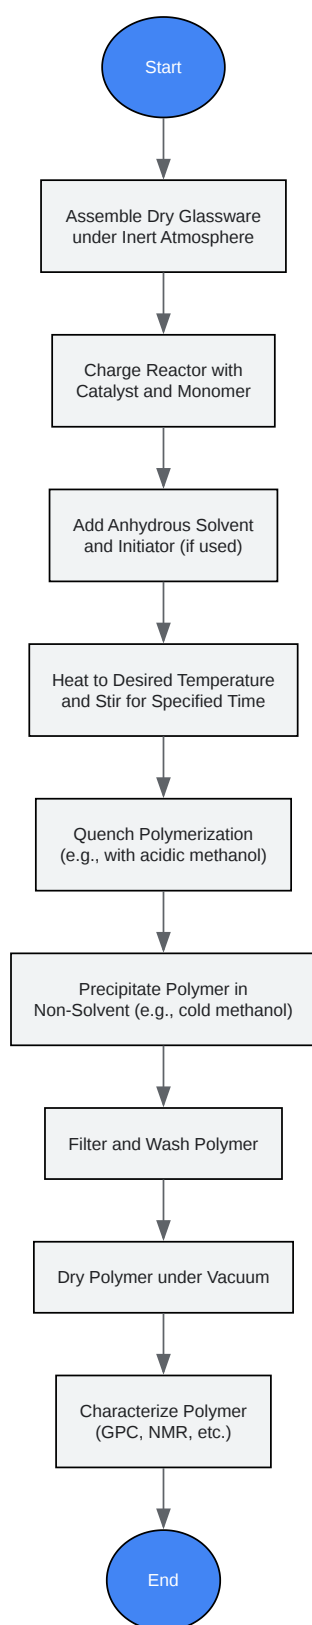 Start
Assemble Dry Glassware
under Inert Atmosphere
Charge Reactor with
Catalyst and Monomer
Add Anhydrous Solvent
and Initiator (if used)
Heat to Desired Temperature
and Stir for Specified Time
Quench Polymerization
(e.g., with acidic methanol)
Precipitate Polymer in
Non-Solvent (e.g., cold methanol)
Filter and Wash Polymer
Dry Polymer under Vacuum
Characterize Polymer
(GPC, NMR, etc.)
End